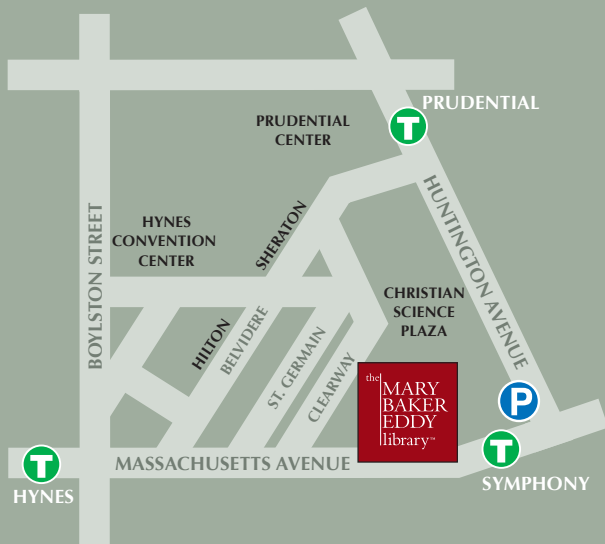 PRUDENTIAL
T
PRUDENTIAL
CENTER
HUNTINGTON AVENUE
BOYLSTON STREET
HYNES
CONVENTION
CENTER
SHERATON
CHRISTIAN
SCIENCE
PLAZA
HILTON
BELVIDERE
ST. GERMAIN
CLEARWAY
the
MARY
BAKER
EDDY
library™
P
T
SYMPHONY
MASSACHUSETTS AVENUE
T
HYNES